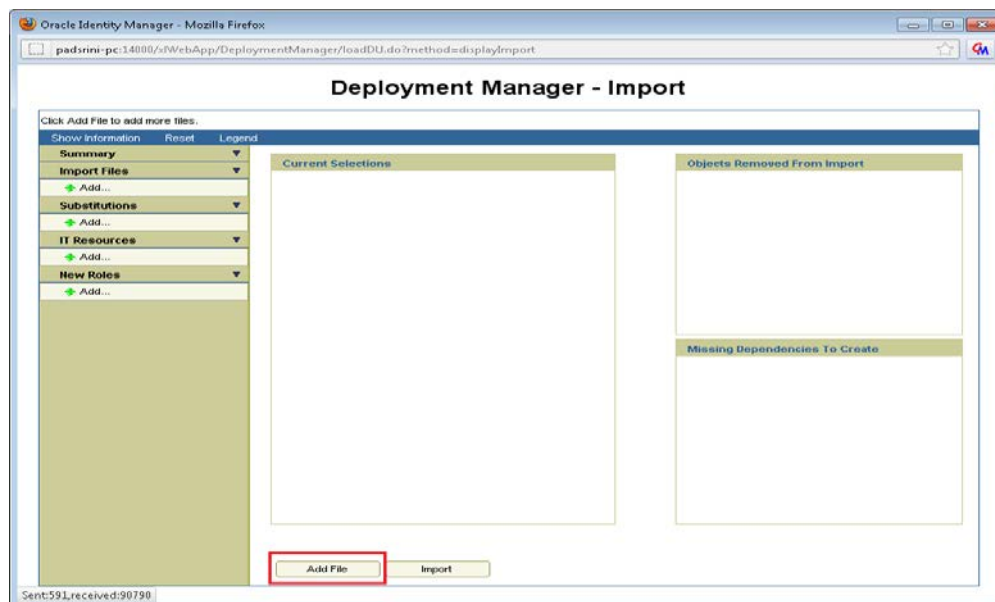 Oracle Identity Manager - Mozilla Firefox
padsrini-pc:14000/xlWebApp/DeploymentManager/loadDU.do?method=displayImport
Deployment Manager - Import
Click Add File to add more files.
Show Information Reset Legend
Summary
Import Files
Add...
Substitutions
Add...
IT Resources
Add...
New Roles
Add...
Current Selections
Objects Removed From Import
Missing Dependencies To Create
Add File Import
Sent:591,received:90790